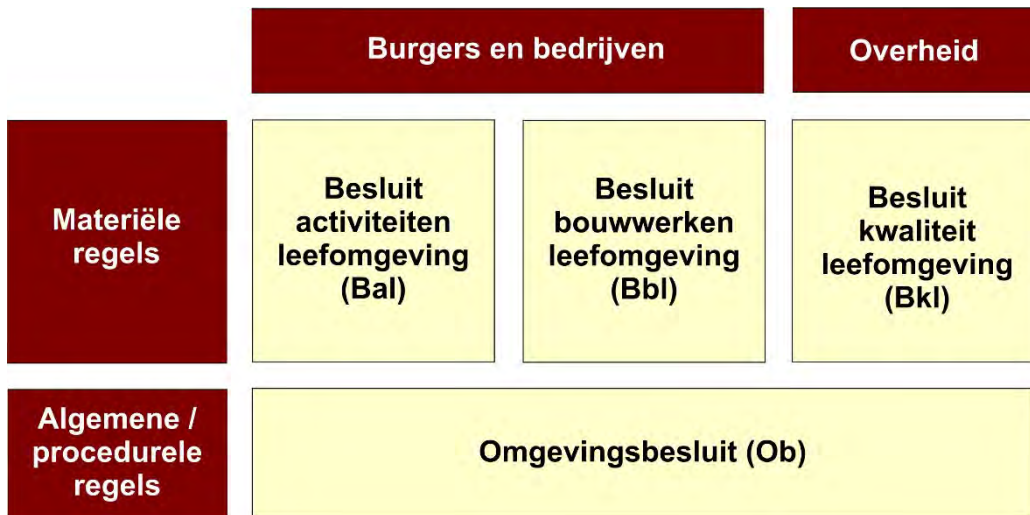 Burgers en bedrijven
Overheid
Materiële
regels
Besluit
activiteiten
leefomgeving
(Bal)
Besluit
bouwwerken
leefomgeving
(Bbl)
Besluit
kwaliteit
leefomgeving
(Bkl)
Algemene /
procedurele
regels
Omgevingsbesluit (Ob)